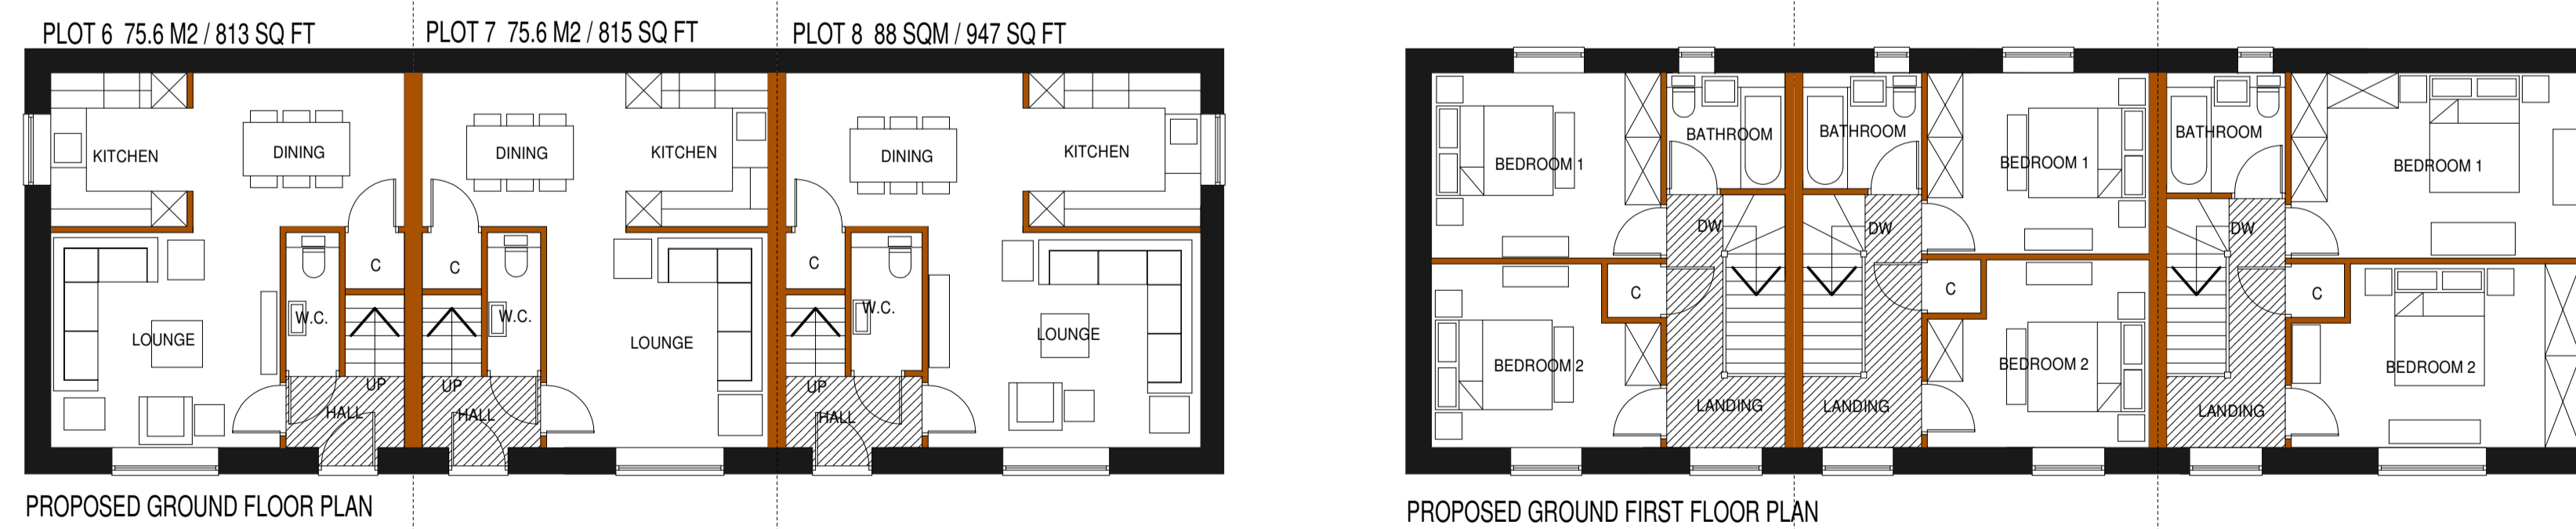 PLOT 6 75.6 M2 / 813 SQ FT
PLOT 7 75.6 M2 / 815 SQ FT
PLOT 8 88 SQM / 947 SQ FT
KITCHEN
DINING
DINING
KITCHEN
DINING
KITCHEN
C
C
C
W.C.
W.C.
W.C.
LOUNGE
LOUNGE
LOUNGE
UP
UP
UP
HALL
HALL
HALL
PROPOSED GROUND FLOOR PLAN
BEDROOM 1
BATHROOM
BATHROOM
BEDROOM 1
BATHROOM
BEDROOM 1
DW
DW
DW
C
C
C
BEDROOM 2
BEDROOM 2
BEDROOM 2
LANDING
LANDING
LANDING
PROPOSED GROUND FIRST FLOOR PLAN